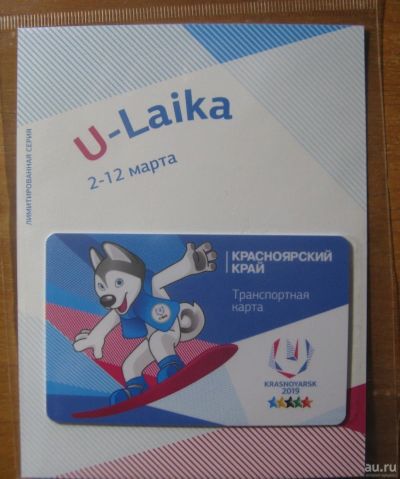 ЛИМИТИРОВАННАЯ СЕРИЯ
U-Laika
2-12 марта
КРАСНОЯРСКИЙ
КРАЙ
Транспортная
карта
KRASNOYARSK
2019
au.ru